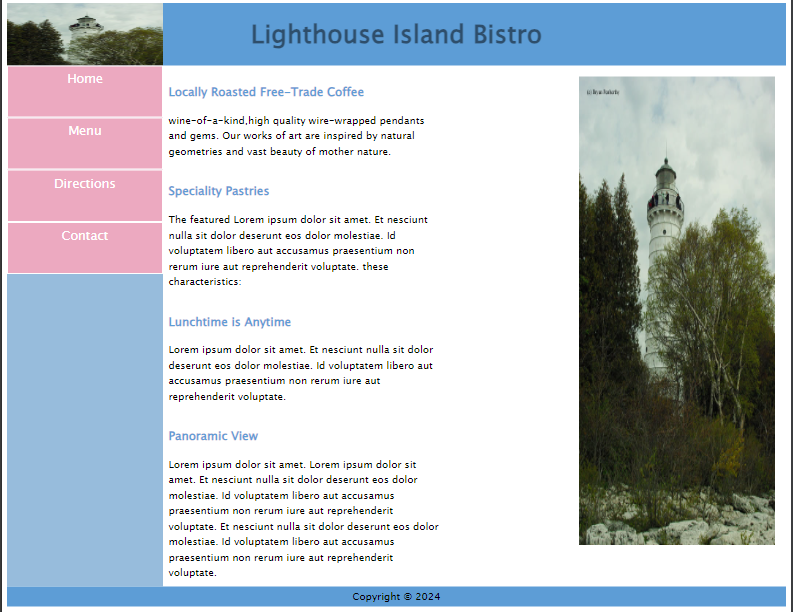 Lighthouse Island Bistro
Home
Menu
Directions
Contact
Locally Roasted Free-Trade Coffee
wine-of-a-kind,high quality wire-wrapped pendants
and gems. Our works of art are inspired by natural
geometries and vast beauty of mother nature.
Speciality Pastries
The featured Lorem ipsum dolor sit amet. Et nesciunt
nulla sit dolor deserunt eos dolor molestiae. Id
voluptatem libero aut accusamus praesentium non
rerum iure aut reprehenderit voluptate. these
characteristics:
Lunchtime is Anytime
Lorem ipsum dolor sit amet. Et nesciunt nulla sit dolor
deserunt eos dolor molestiae. Id voluptatem libero aut
accusamus praesentium non rerum iure aut
reprehenderit voluptate.
Panoramic View
Lorem ipsum dolor sit amet. Lorem ipsum dolor sit
amet. Et nesciunt nulla sit dolor deserunt eos dolor
molestiae. Id voluptatem libero aut accusamus
praesentium non rerum iure aut reprehenderit
voluptate. Et nesciunt nulla sit dolor deserunt eos dolor
molestiae. Id voluptatem libero aut accusamus
praesentium non rerum iure aut reprehenderit
voluptate.
Copyright © 2024